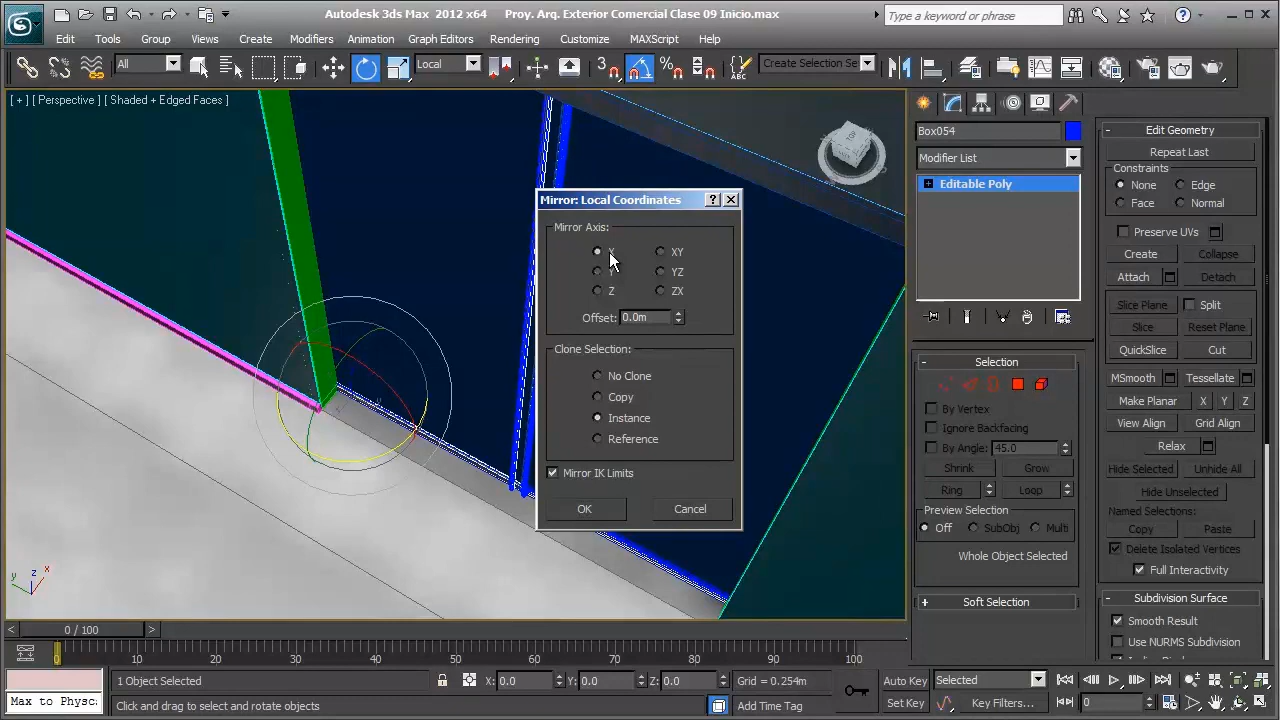 Autodesk 3ds Max 2012 x64 Proy. Arq. Exterior Comercial Clase 09 Inicio.max
Type a keyword or phrase
Edit Tools Group Views Create Modifiers Animation Graph Editors Rendering Customize MAXScript Help
All Local 3 Create Selection Se
[ + ] [ Perspective ] [ Shaded + Edged Faces ]
TOP
Box054
Modifier List
Editable Poly
Mirror: Local Coordinates
Mirror Axis:
X XY
Y YZ
Z ZX
Offset: 0.0m
Clone Selection:
No Clone
Copy
Instance
Reference
Mirror IK Limits
OK Cancel
Selection
By Vertex
Ignore Backfacing
By Angle: 45.0
Shrink Grow
Ring Loop
Preview Selection
Off SubObj Multi
Whole Object Selected
Soft Selection
Edit Geometry
Repeat Last
Constraints
None Edge
Face Normal
Preserve UVs
Create Collapse
Attach Detach
Slice Plane Split
Slice Reset Plane
QuickSlice Cut
MSmooth Tessellate
Make Planar X Y Z
View Align Grid Align
Relax
Hide Selected Unhide All
Hide Unselected
Named Selections:
Copy Paste
Delete Isolated Vertices
Full Interactivity
Subdivision Surface
Smooth Result
Use NURMS Subdivision
y z x
< 0 / 100 >
0 10 20 30 40 50 60 70 80 90 100
1 Object Selected X: 0.0 Y: 0.0 Z: 0.0 Grid = 0.254m Auto Key Selected
Max to Physc: Click and drag to select and rotate objects Add Time Tag Set Key Key Filters... 0